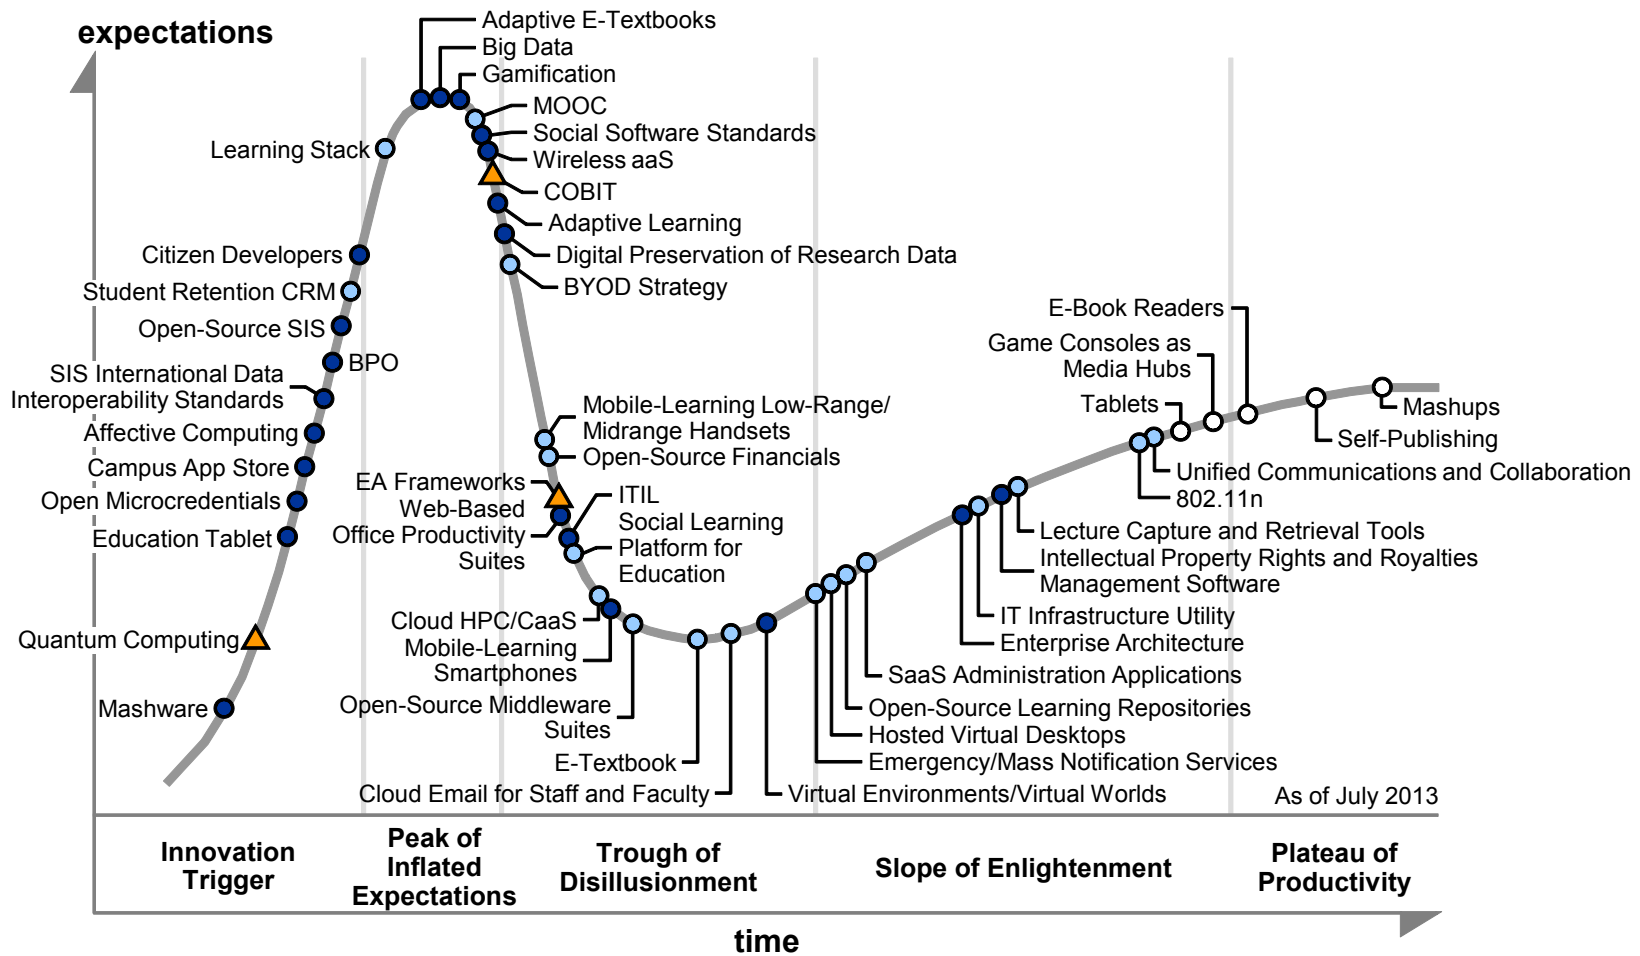 expectations
Adaptive E-Textbooks
Big Data
Gamification
MOOC
Social Software Standards
Wireless aaS
COBIT
Adaptive Learning
Digital Preservation of Research Data
BYOD Strategy
Learning Stack
Citizen Developers
Student Retention CRM
Open-Source SIS
BPO
SIS International Data
Interoperability Standards
Affective Computing
Campus App Store
Open Microcredentials
Education Tablet
Quantum Computing
Mashware
Mobile-Learning Low-Range/
Midrange Handsets
Open-Source Financials
EA Frameworks
Web-Based
Office Productivity
Suites
ITIL
Social Learning
Platform for
Education
Cloud HPC/CaaS
Mobile-Learning
Smartphones
Open-Source Middleware
Suites
E-Textbook
Cloud Email for Staff and Faculty
Virtual Environments/Virtual Worlds
E-Book Readers
Game Consoles as
Media Hubs
Tablets
Mashups
Self-Publishing
Unified Communications and Collaboration
802.11n
Lecture Capture and Retrieval Tools
Intellectual Property Rights and Royalties
Management Software
IT Infrastructure Utility
Enterprise Architecture
SaaS Administration Applications
Open-Source Learning Repositories
Hosted Virtual Desktops
Emergency/Mass Notification Services
As of July 2013
Innovation
Trigger
Peak of
Inflated
Expectations
Trough of
Disillusionment
Slope of Enlightenment
Plateau of
Productivity
time